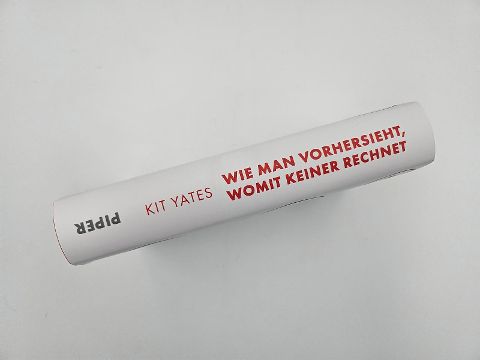 WIE MAN VORHERSIEHT,
WOMIT KEINER RECHNET
KIT YATES
PIPER